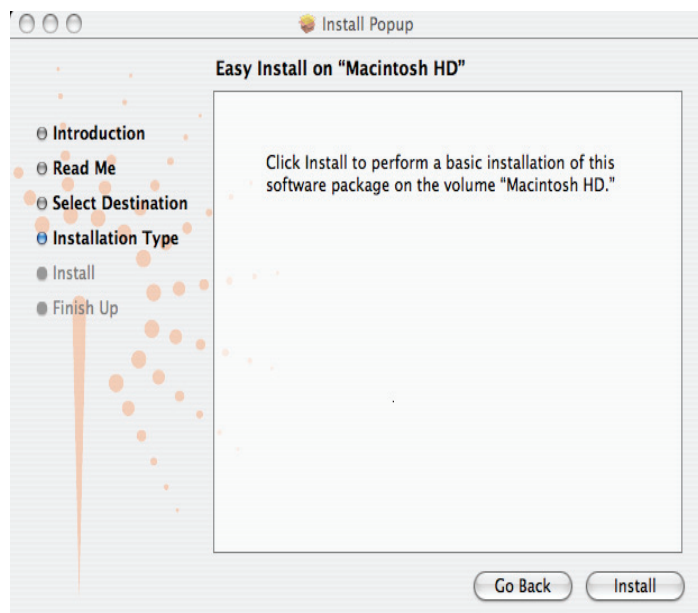 Install Popup
Easy Install on “Macintosh HD”
Introduction
Read Me
Select Destination
Installation Type
Install
Finish Up
Click Install to perform a basic installation of this
software package on the volume “Macintosh HD.”
Go Back
Install